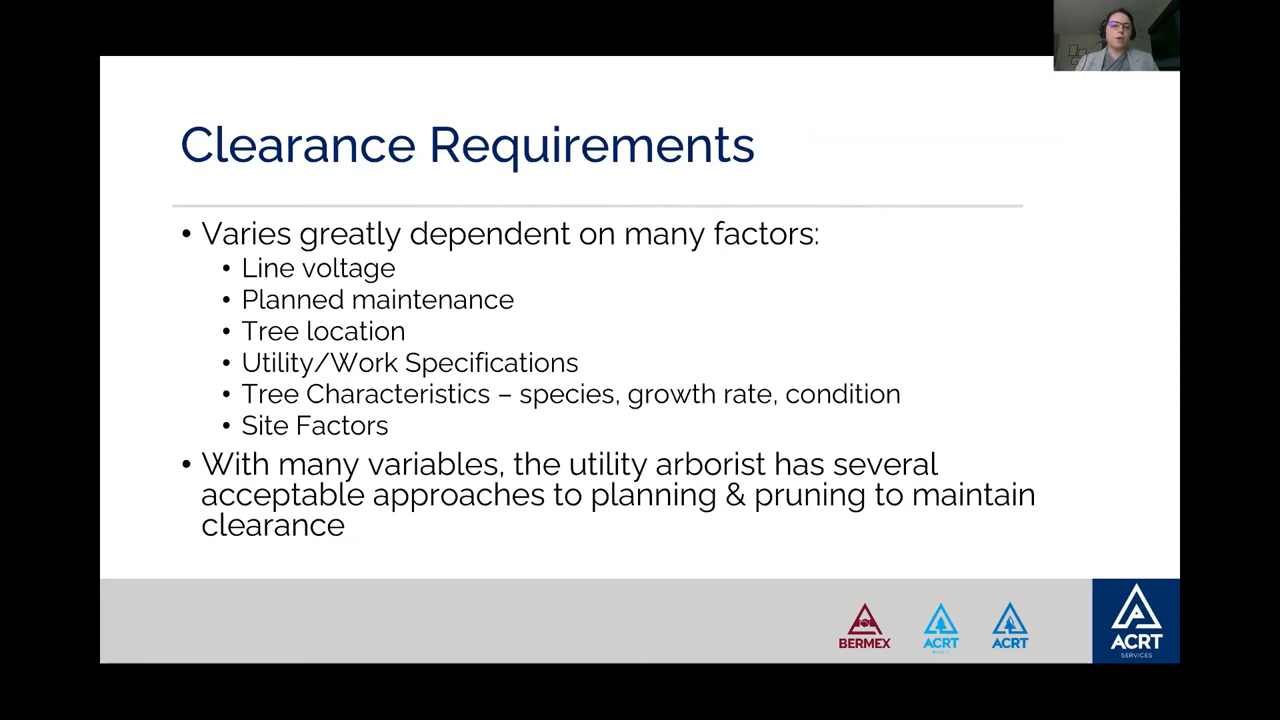 Clearance Requirements
• Varies greatly dependent on many factors:
• Line voltage
• Planned maintenance
• Tree location
• Utility/Work Specifications
• Tree Characteristics – species, growth rate, condition
• Site Factors
• With many variables, the utility arborist has several
acceptable approaches to planning & pruning to maintain
clearance
BERMEX
ACRT
ACRT
ACRT
SERVICES